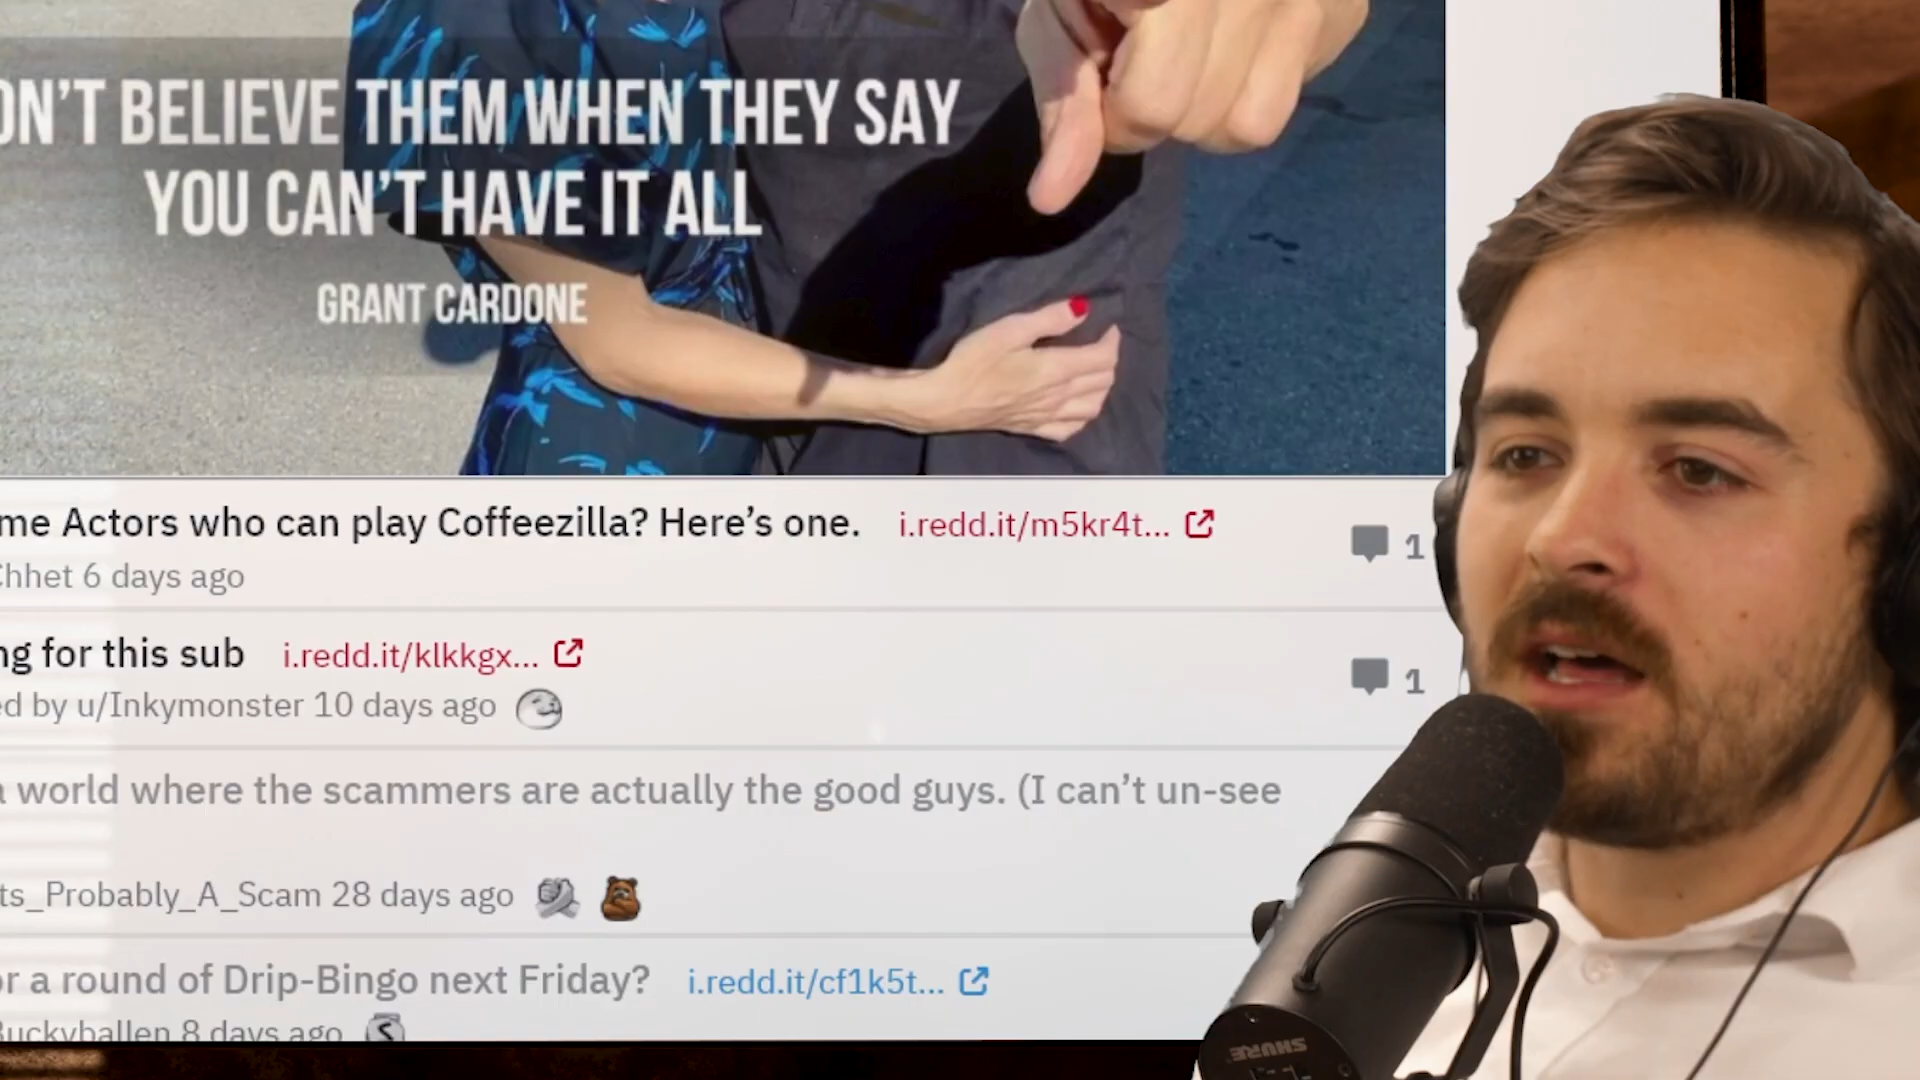 ON'T BELIEVE THEM WHEN THEY SAY
YOU CAN'T HAVE IT ALL
GRANT CARDONE
me Actors who can play Coffeezilla? Here's one. i.redd.it/m5kr4t... 1
Chhet 6 days ago
ng for this sub i.redd.it/klkkgx... 1
ed by u/Inkymonster 10 days ago
a world where the scammers are actually the good guys. (I can't un-see
ts_Probably_A_Scam 28 days ago
or a round of Drip-Bingo next Friday? i.redd.it/cf1k5t...
Buckyballen 8 days ago
SHURE